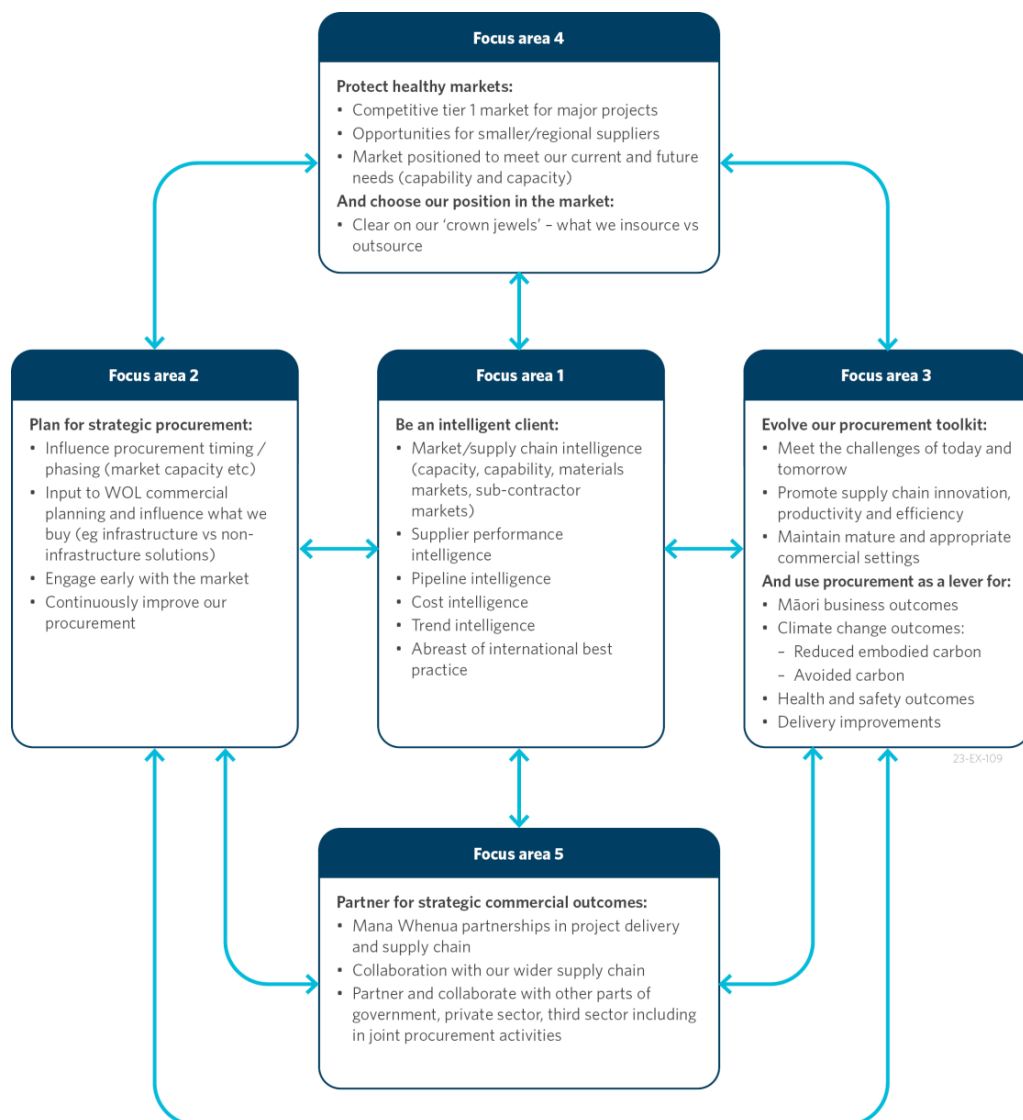 Focus area 4
Protect healthy markets:
• Competitive tier 1 market for major projects
• Opportunities for smaller/regional suppliers
• Market positioned to meet our current and future
needs (capability and capacity)
And choose our position in the market:
• Clear on our ‘crown jewels’ – what we insource vs
outsource
Focus area 2
Plan for strategic procurement:
• Influence procurement timing /
phasing (market capacity etc)
• Input to WOL commercial
planning and influence what we
buy (eg infrastructure vs non-
infrastructure solutions)
• Engage early with the market
• Continuously improve our
procurement
Focus area 1
Be an intelligent client:
• Market/supply chain intelligence
(capacity, capability, materials
markets, sub-contractor
markets)
• Supplier performance
intelligence
• Pipeline intelligence
• Cost intelligence
• Trend intelligence
• Abreast of international best
practice
Focus area 3
Evolve our procurement toolkit:
• Meet the challenges of today and
tomorrow
• Promote supply chain innovation,
productivity and efficiency
• Maintain mature and appropriate
commercial settings
And use procurement as a lever for:
• Māori business outcomes
• Climate change outcomes:
– Reduced embodied carbon
– Avoided carbon
• Health and safety outcomes
• Delivery improvements
23-EX-109
Focus area 5
Partner for strategic commercial outcomes:
• Mana Whenua partnerships in project delivery
and supply chain
• Collaboration with our wider supply chain
• Partner and collaborate with other parts of
government, private sector, third sector including
in joint procurement activities